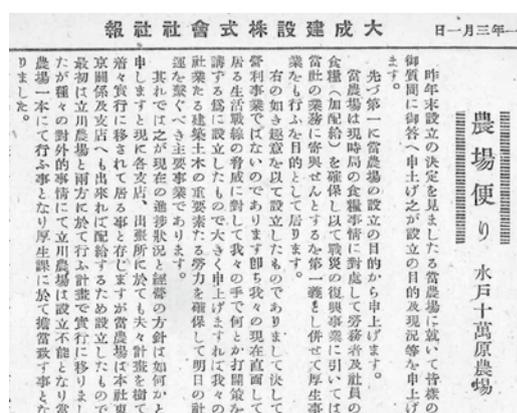 大成建設株式會社社報
一年三月一日
農場便り
水戸十萬原農場
昨年末設立の決定を見ましたる當農場に就いて皆樣
御質問に御答へ申上げ之が設立の目的及現況等を申上げ
ます。
先づ第一に當農場の設立の目的から申上げます。
當農場は現時局の食糧事情に對處して勞務者及社員の
食糧(加配給)を確保し以て戰災の復興事業に引いては
當社の業務に寄與せんとするを第一義とし併せて厚生事
業をも行ふを目的として居ります。
右の如き趣意を以て設立したものでありまして決して
營利事業ではないのであります卽ち我々の現在直面して
居る生活戰線の脅威に對して我々の手で何とか打開策を
講ずる爲に設立したもので大きく申上げますれば我々の
社業たる建築土木の重要素たる勞力を確保して明日の社
運を繫ぐべき主要事業であります。
其れでは之が現在の進捗狀況と經營の方針は如何かと
申しますと現に各支店、出張所に於ても夫々計畫を樹て
着々實行に移されて居る事と存じますが當農場は本社東
京關係及支店へも出來れば配給するため設立したもので
最初は立川農場と兩方に於て行ふ計畫で實行に移りまし
たが種々の對外的事情にて立川農場は設立不能となり當
農場一本にて行ふ事となり厚生課に於て擔當致す事とな
りました。